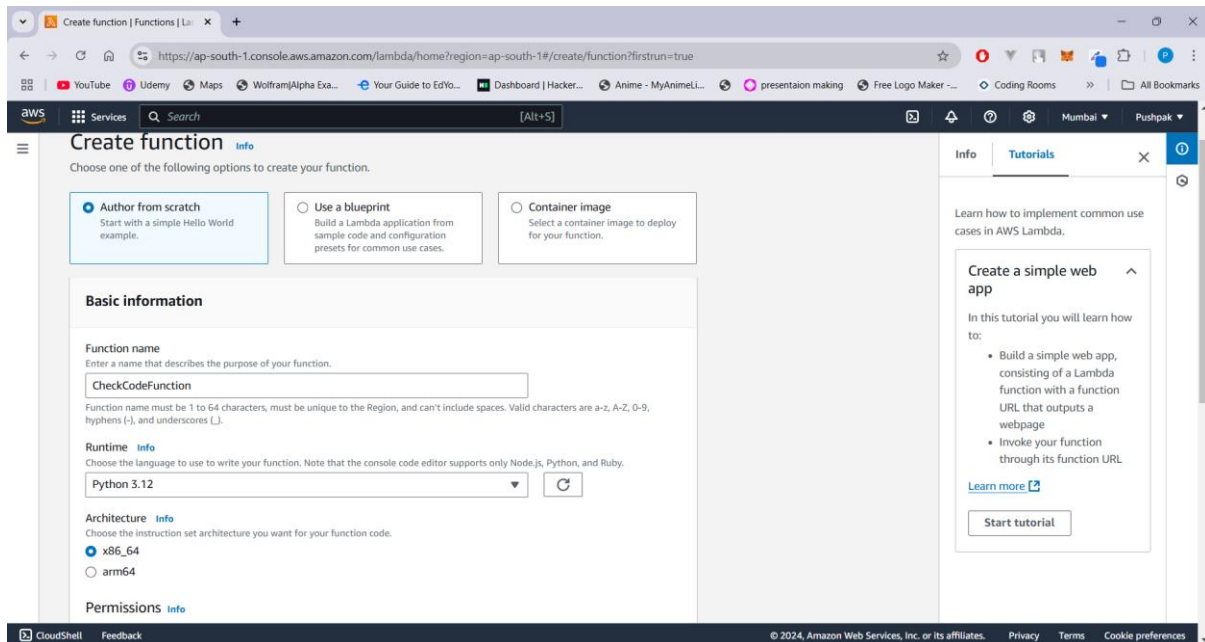 Create function | Functions | La
https://ap-south-1.console.aws.amazon.com/lambda/home?region=ap-south-1#/create/function?firstrun=true
YouTube Udemy Maps Wolfram|Alpha Exa... Your Guide to EdYo... Dashboard | Hacker... Anime - MyAnimeLi... presentaion making Free Logo Maker -... Coding Rooms » All Bookmarks
aws Services Search [Alt+S] Mumbai Pushpak
Create function Info
Choose one of the following options to create your function.
Author from scratch
Start with a simple Hello World
example.
Use a blueprint
Build a Lambda application from
sample code and configuration
presets for common use cases.
Container image
Select a container image to deploy
for your function.
Basic information
Function name
Enter a name that describes the purpose of your function.
CheckCodeFunction
Function name must be 1 to 64 characters, must be unique to the Region, and can't include spaces. Valid characters are a-z, A-Z, 0-9,
hyphens (-), and underscores (_).
Runtime Info
Choose the language to use to write your function. Note that the console code editor supports only Node.js, Python, and Ruby.
Python 3.12
Architecture Info
Choose the instruction set architecture you want for your function code.
x86_64
arm64
Permissions Info
Info Tutorials
Learn how to implement common use
cases in AWS Lambda.
Create a simple web
app
In this tutorial you will learn how
to:
• Build a simple web app,
consisting of a Lambda
function with a function
URL that outputs a
webpage
• Invoke your function
through its function URL
Learn more
Start tutorial
CloudShell Feedback © 2024, Amazon Web Services, Inc. or its affiliates. Privacy Terms Cookie preferences